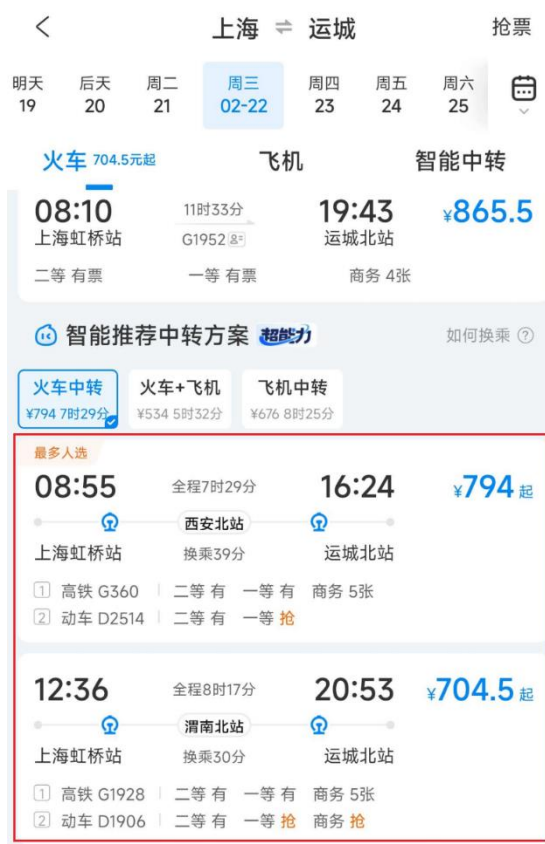 上海 运城 抢票
明天 后天 周二 周三 周四 周五 周六
19 20 21 02-22 23 24 25
火车 704.5元起 飞机 智能中转
08:10 11时33分 19:43 ¥865.5
上海虹桥站 G1952 运城北站
二等 有票 一等 有票 商务 4张
智能推荐中转方案 超能力 如何换乘 ?
火车中转 火车+飞机 飞机中转
¥794 7时29分 ¥534 5时32分 ¥676 8时25分
最多人选
08:55 全程7时29分 16:24 ¥794 起
西安北站
上海虹桥站 换乘39分 运城北站
1 高铁 G360 二等 有 一等 有 商务 5张
2 动车 D2514 二等 有 一等 抢
12:36 全程8时17分 20:53 ¥704.5 起
渭南北站
上海虹桥站 换乘30分 运城北站
1 高铁 G1928 二等 有 一等 有 商务 5张
2 动车 D1906 二等 有 一等 抢 商务 抢